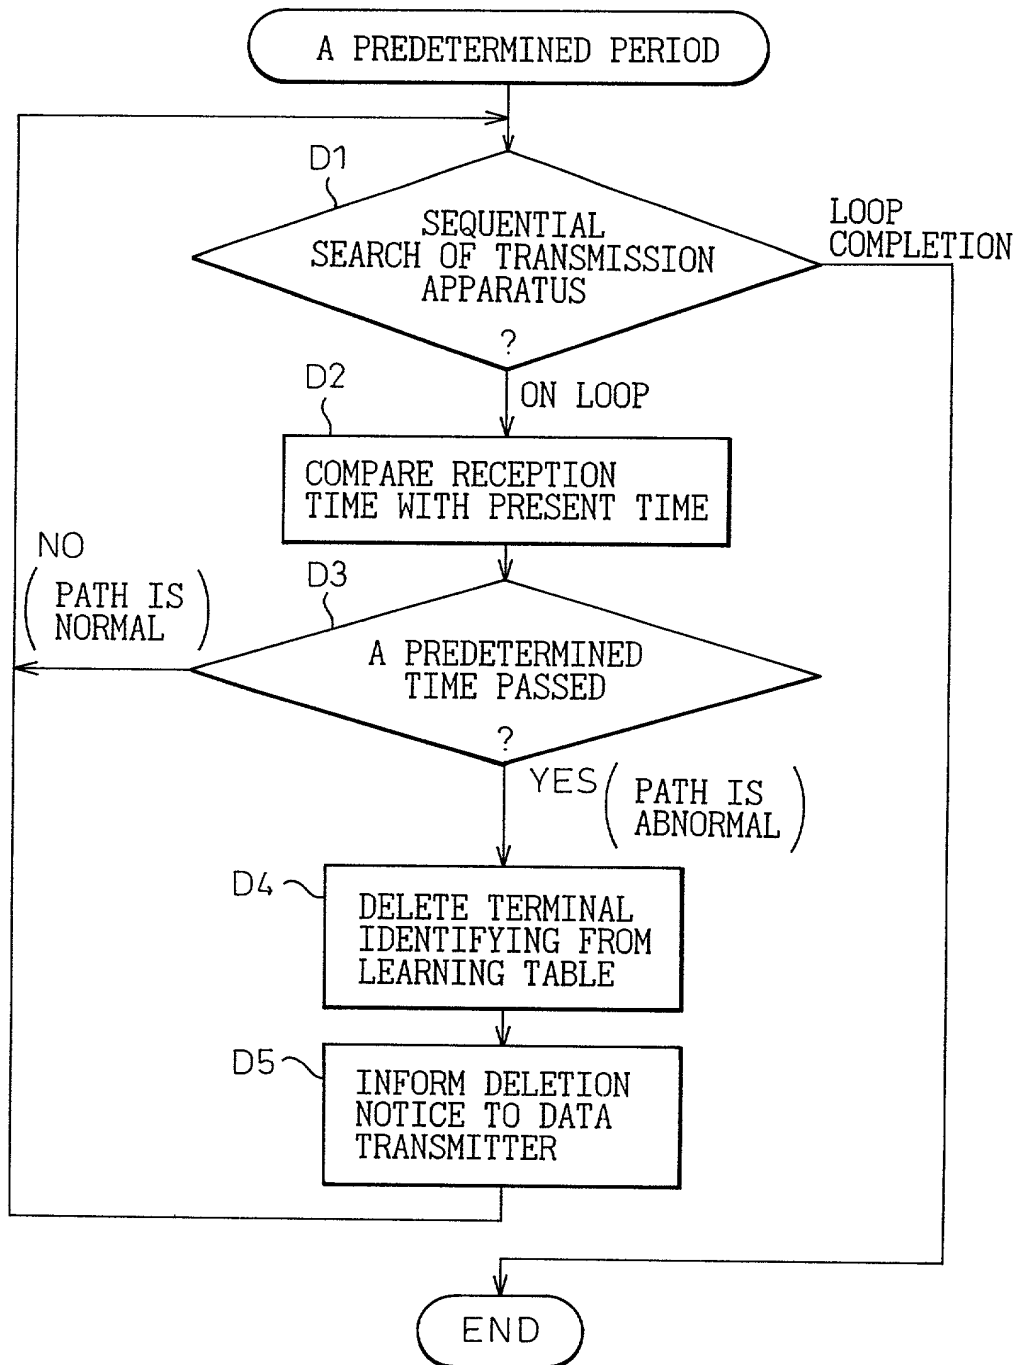 A PREDETERMINED PERIOD
D1
SEQUENTIAL
SEARCH OF TRANSMISSION
APPARATUS
?
LOOP
COMPLETION
ON LOOP
D2
COMPARE RECEPTION
TIME WITH PRESENT TIME
NO
(PATH IS
NORMAL)
D3
A PREDETERMINED
TIME PASSED
?
YES
(PATH IS
ABNORMAL)
D4
DELETE TERMINAL
IDENTIFYING FROM
LEARNING TABLE
D5
INFORM DELETION
NOTICE TO DATA
TRANSMITTER
END